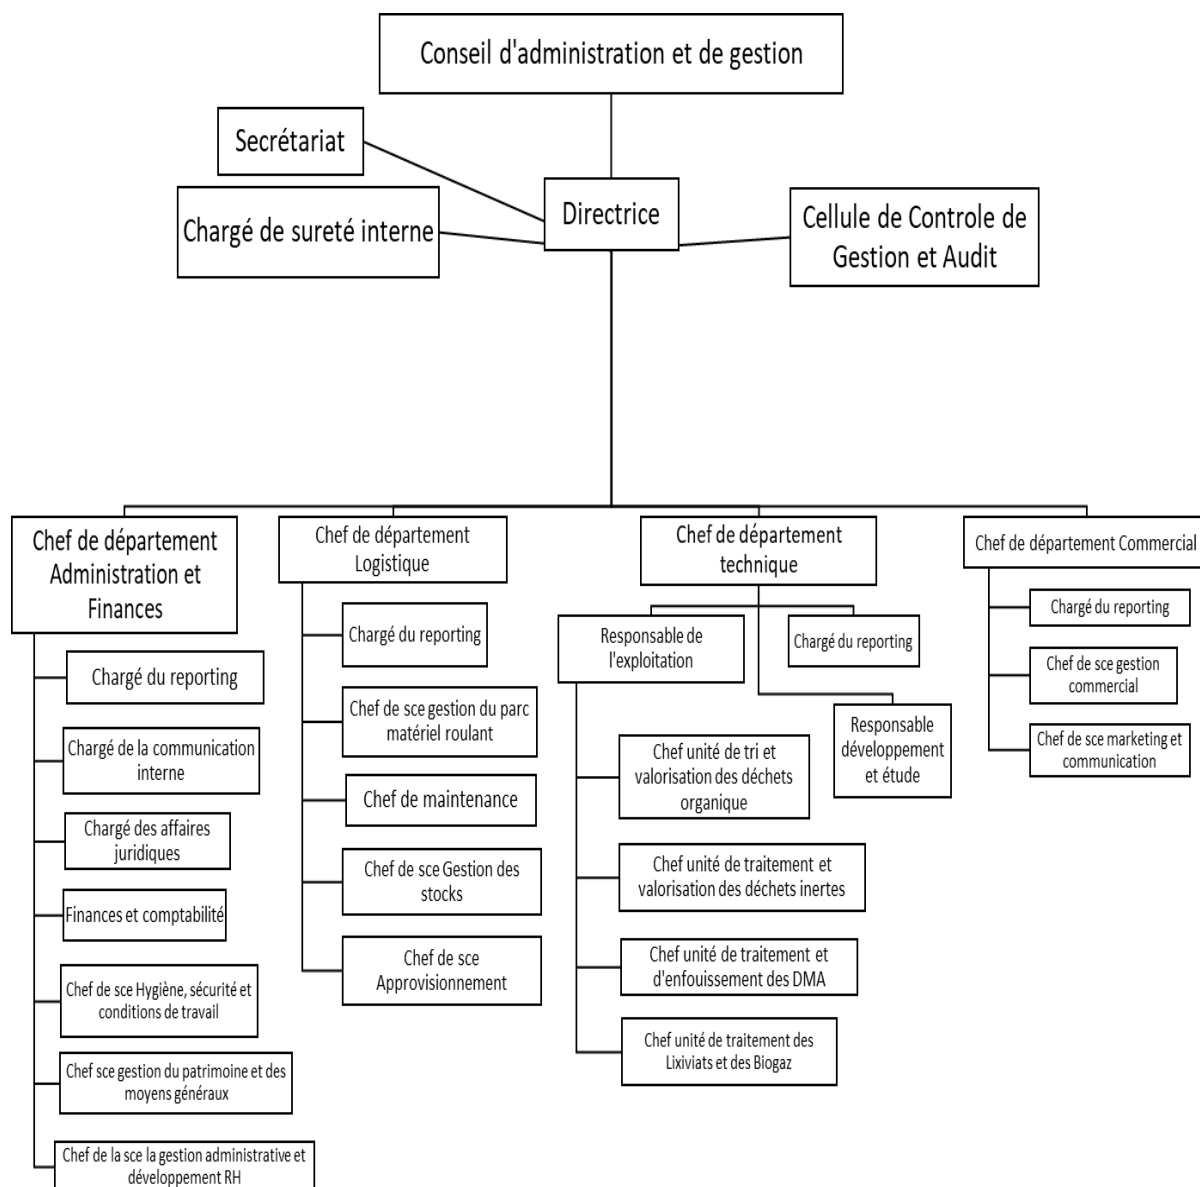 Conseil d'administration et de gestion
Secrétariat
Chargé de sureté interne
Directrice
Cellule de Controle de
Gestion et Audit
Chef de département
Administration et
Finances
Chargé du reporting
Chargé de la communication
interne
Chargé des affaires
juridiques
Finances et comptabilité
Chef de sce Hygiène, sécurité et
conditions de travail
Chef sce gestion du patrimoine et des
moyens généraux
Chef de la sce la gestion administrative et
développement RH
Chef de département
Logistique
Chargé du reporting
Chef de sce gestion du parc
matériel roulant
Chef de maintenance
Chef de sce Gestion des
stocks
Chef de sce
Approvisionnement
Chef de département
technique
Responsable de
l'exploitation
Chargé du reporting
Responsable
développement
et étude
Chef unité de tri et
valorisation des déchets
organique
Chef unité de traitement et
valorisation des déchets inertes
Chef unité de traitement et
d'enfouissement des DMA
Chef unité de traitement des
Lixiviats et des Biogaz
Chef de département Commercial
Chargé du reporting
Chef de sce gestion
commercial
Chef de sce marketing et
communication